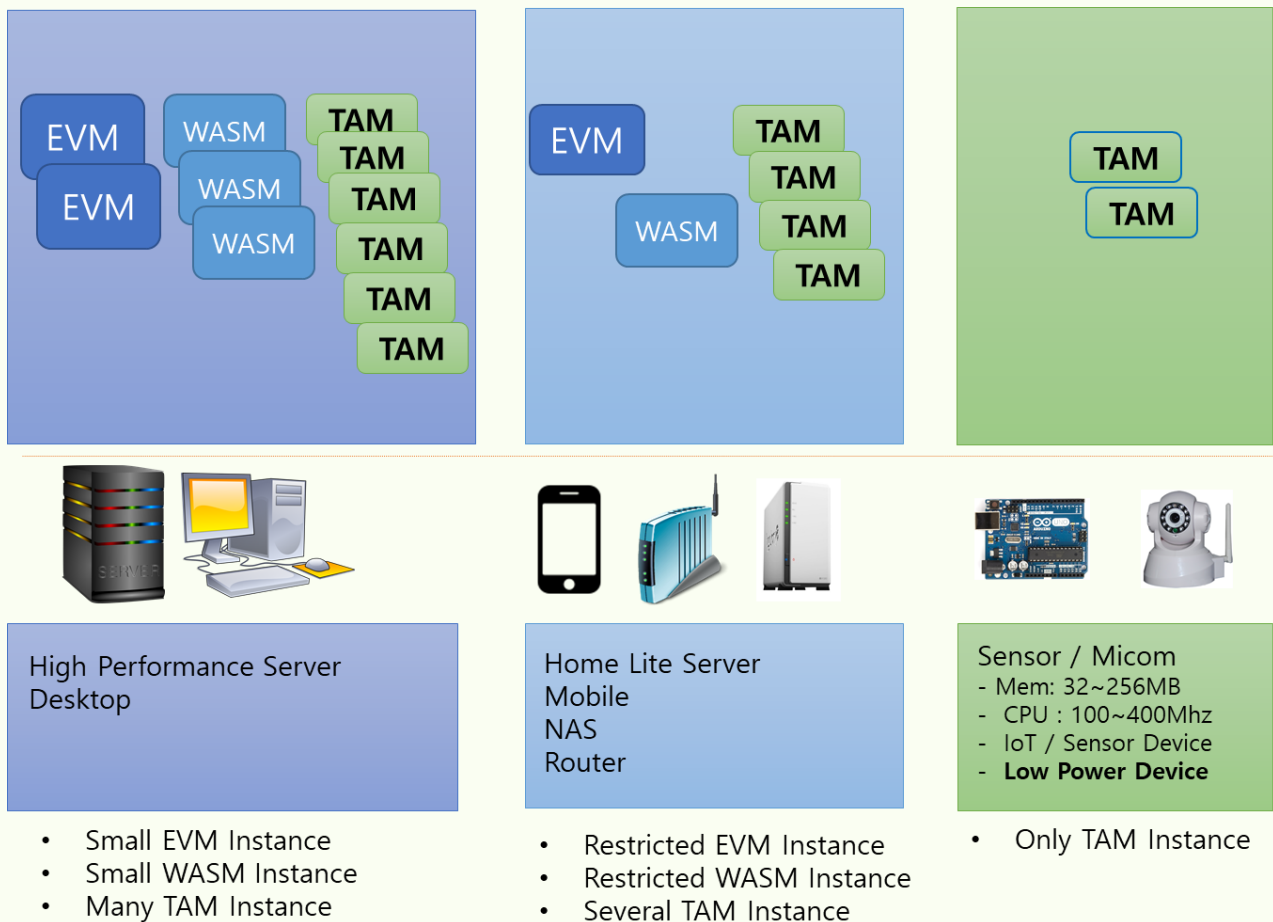 EVM
EVM
WASM
WASM
WASM
TAM
TAM
TAM
TAM
TAM
TAM
EVM
WASM
TAM
TAM
TAM
TAM
TAM
TAM
SERVER
High Performance Server
Desktop
• Small EVM Instance
• Small WASM Instance
• Many TAM Instance
Home Lite Server
Mobile
NAS
Router
• Restricted EVM Instance
• Restricted WASM Instance
• Several TAM Instance
Sensor / Micom
- Mem: 32~256MB
- CPU : 100~400Mhz
- IoT / Sensor Device
- Low Power Device
• Only TAM Instance